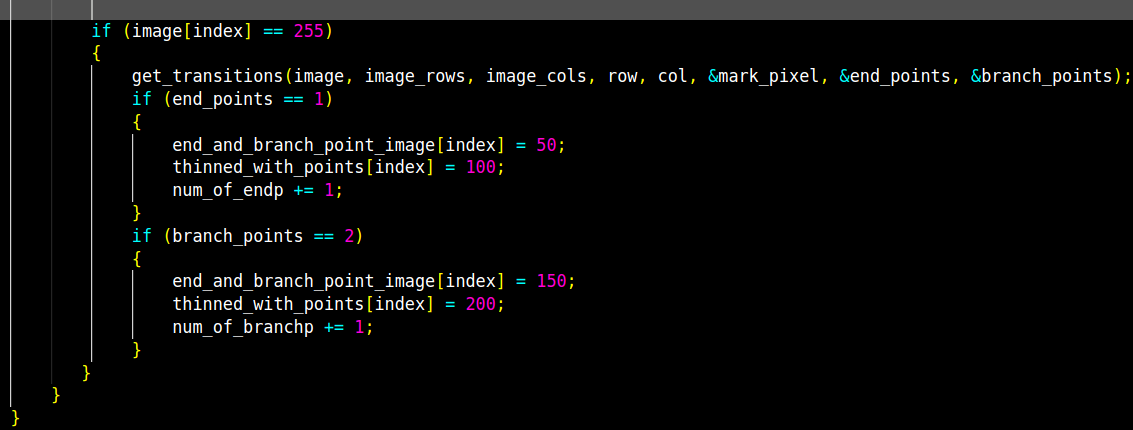 if (image[index] == 255)
{
get_transitions(image, image_rows, image_cols, row, col, &mark_pixel, &end_points, &branch_points);
if (end_points == 1)
{
end_and_branch_point_image[index] = 50;
thinned_with_points[index] = 100;
num_of_endp += 1;
}
if (branch_points == 2)
{
end_and_branch_point_image[index] = 150;
thinned_with_points[index] = 200;
num_of_branchp += 1;
}
}
}
}